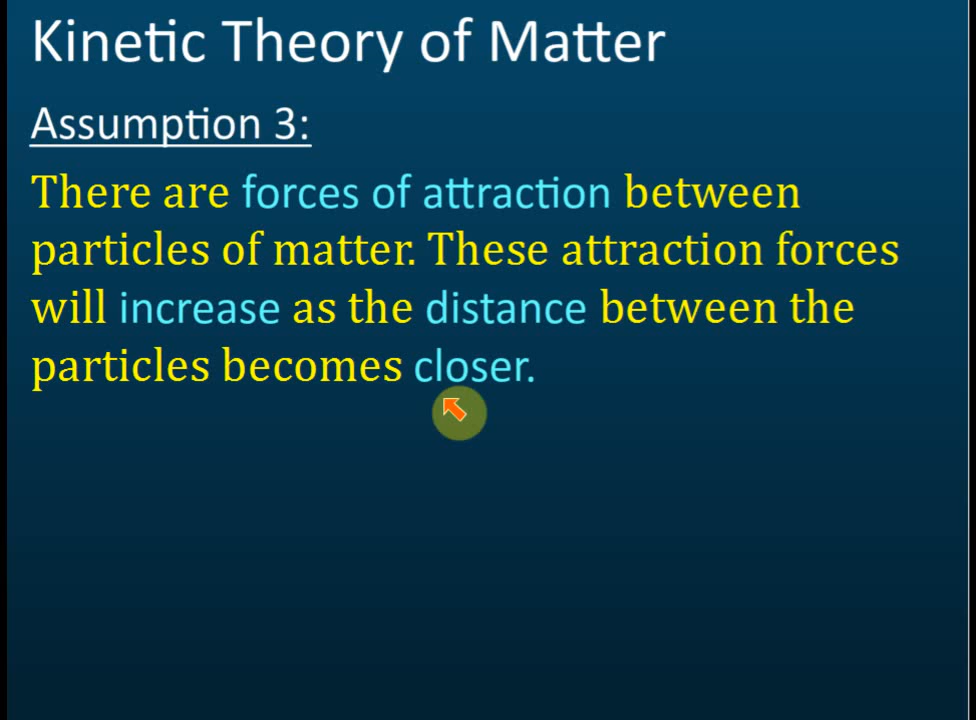 Kinetic Theory of Matter
Assumption 3:
There are forces of attraction between
particles of matter. These attraction forces
will increase as the distance between the
particles becomes closer.